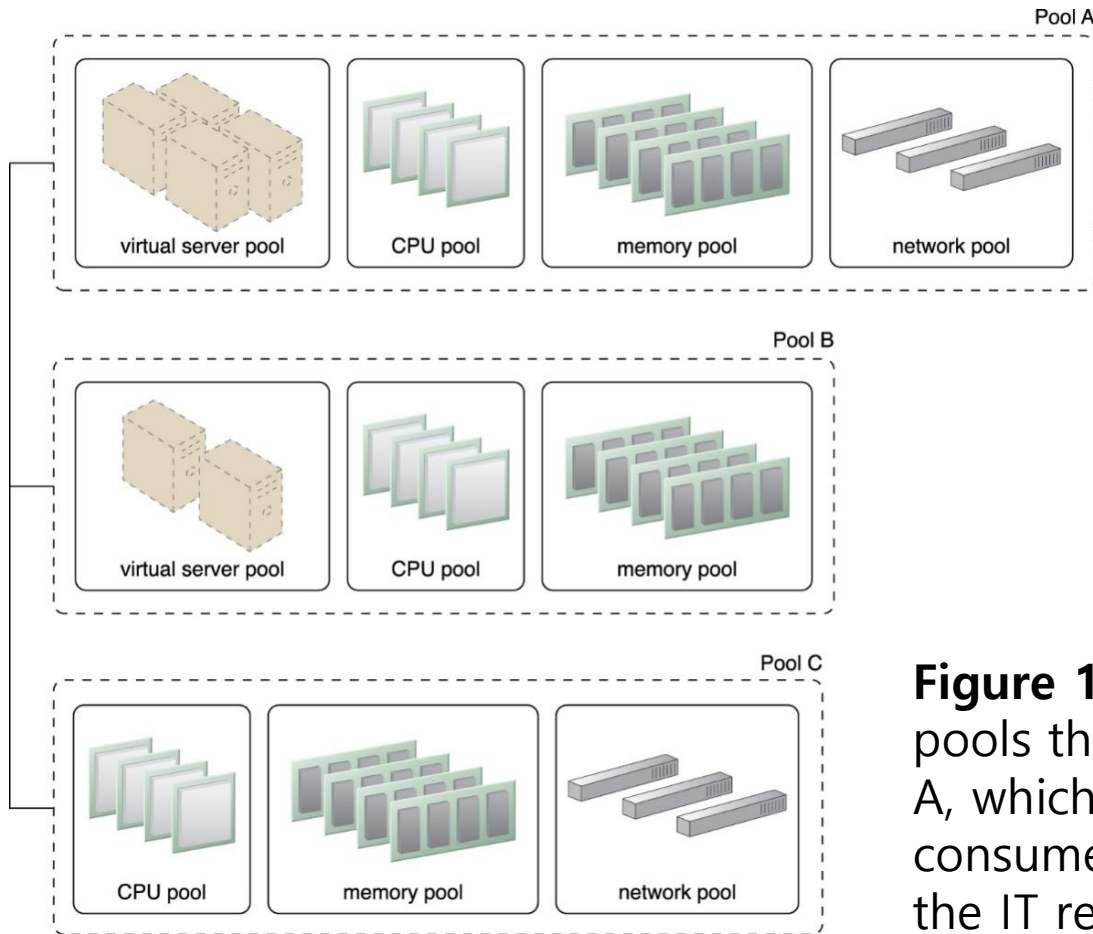 Pool A
virtual server pool
CPU pool
memory pool
network pool
Pool B
virtual server pool
CPU pool
memory pool
Pool C
CPU pool
memory pool
network pool
Figure 1
pools th
A, which
consume
the IT re